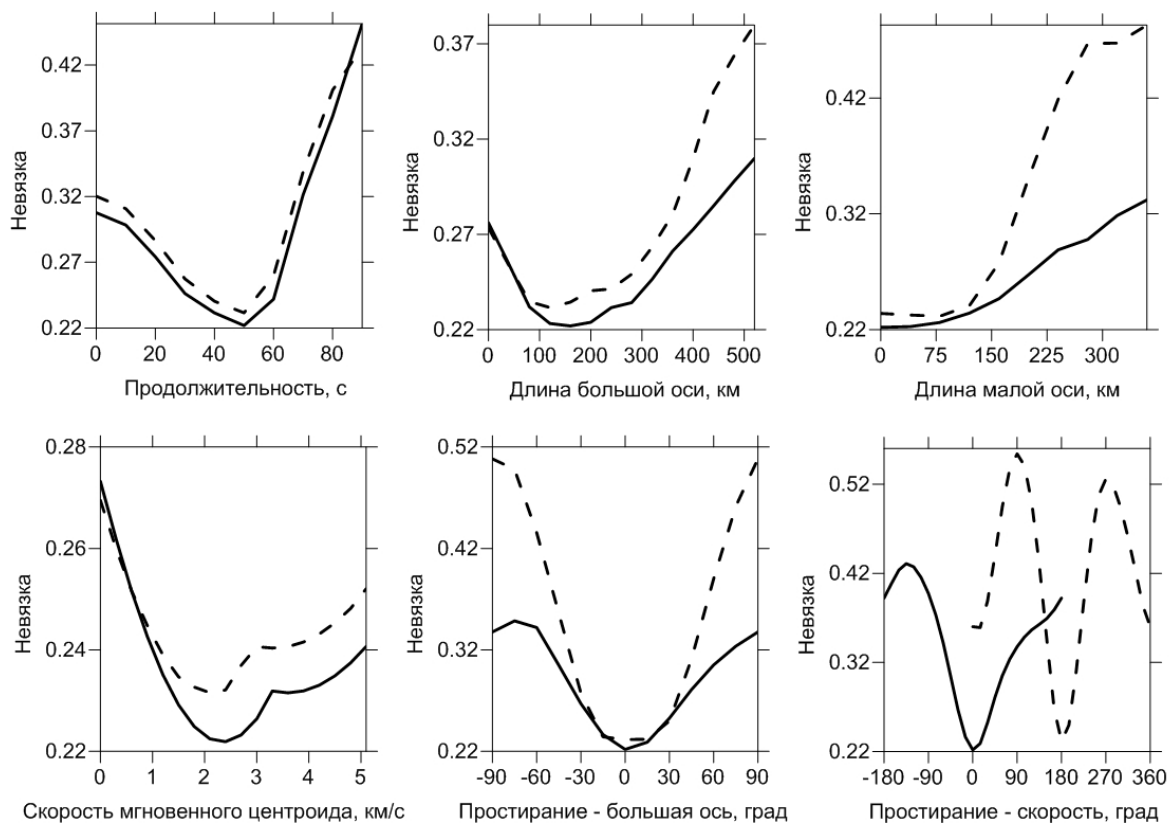 Невязка
0.42
0.37
0.32
0.27
0.22
0 20 40 60 80
Продолжительность, с
Невязка
0.37
0.32
0.27
0.22
0 100 200 300 400 500
Длина большой оси, км
Невязка
0.42
0.32
0.22
0 75 150 225 300
Длина малой оси, км
Невязка
0.28
0.26
0.24
0.22
0 1 2 3 4 5
Скорость мгновенного центроида, км/с
Невязка
0.52
0.42
0.32
0.22
-90 -60 -30 0 30 60 90
Простирание - большая ось, град
Невязка
0.52
0.42
0.32
0.22
-180 -90 0 90 180 270 360
Простирание - скорость, град